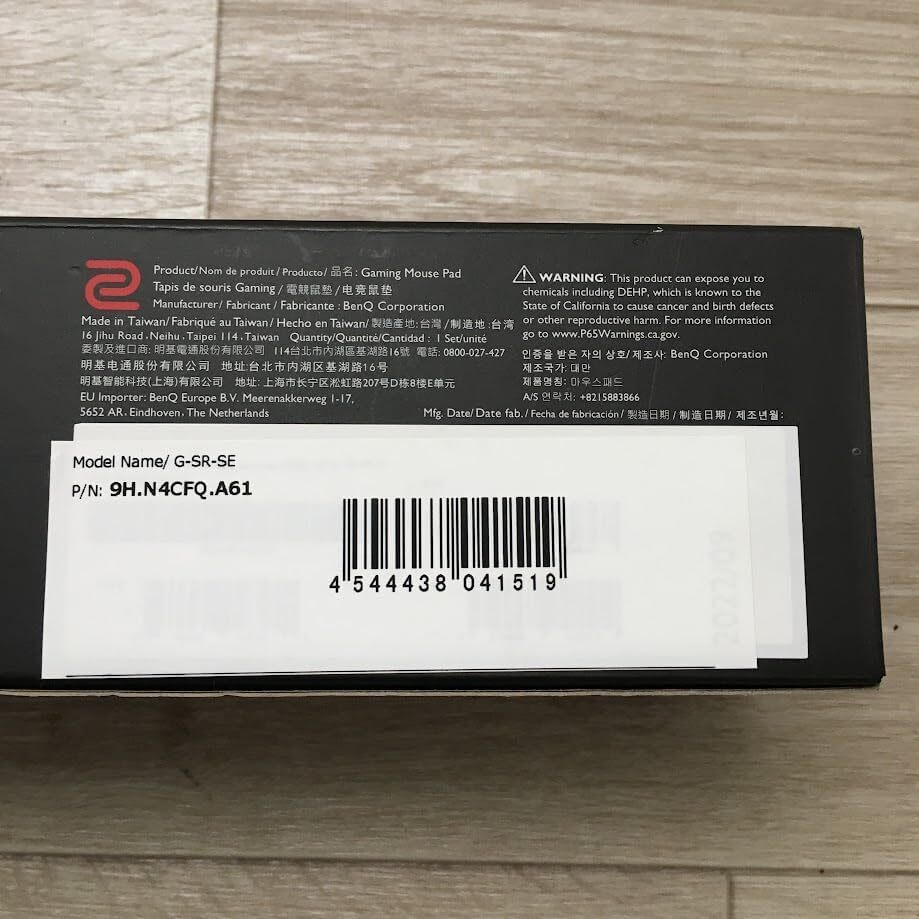 Product/Nom de produit / Producto/ 品名: Gaming Mouse Pad
Tapis de souris Gaming / 電競鼠墊 / 电竞鼠垫
Manufacturer/ Fabricant / Fabricante : BenQ Corporation
Made in Taiwan/ Fabriqué au Taiwan / Hecho en Taiwan/ 製造產地:台灣 /制造地:台湾
16 Jihu Road , Neihu , Taipei 114 , Taiwan Quantity/Quantité/Cantidad : 1 Set/unité
委製及進口商: 明基電通股份有限公司 114台北市內湖區基湖路16號 電話: 0800-027-427
明基电通股份有限公司 地址:台北市内湖区基湖路16号
明基智能科技(上海)有限公司 地址: 上海市长宁区淞虹路207号D栋8楼E单元
EU Importer: BenQ Europe B.V. Meerenakkerweg 1-17,
5652 AR , Eindhoven , The Netherlands
⚠ WARNING: This product can expose you to
chemicals including DEHP, which is known to the
State of California to cause cancer and birth defects
or other reproductive harm. For more information
go to www.P65Warnings.ca.gov.
인증을 받은 자의 상호/ 제조사: BenQ Corporation
제조국가: 대만
제품명칭: 마우스패드
A/S 연락처: +8215883866
Mfg. Date/ Date fab. / Fecha de fabricación / 製造日期 / 制造日期 / 제조년월:
Model Name/ G-SR-SE
P/N: 9H.N4CFQ.A61
4 544438 041519
2022/09